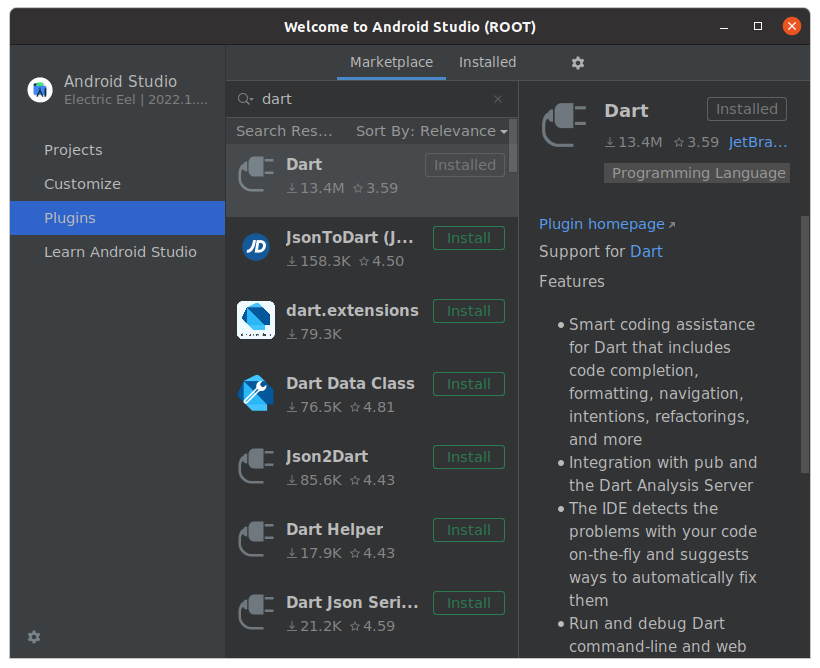 Welcome to Android Studio (ROOT)
Android Studio
Electric Eel | 2022.1....
Projects
Customize
Plugins
Learn Android Studio
Marketplace
Installed
dart
Search Res...
Sort By: Relevance
Dart
Installed
13.4M
3.59
JsonToDart (J...
Install
158.3K
4.50
dart.extensions
Install
79.3K
Dart Data Class
Install
76.5K
4.81
Json2Dart
Install
85.6K
4.43
Dart Helper
Install
17.9K
4.43
Dart Json Seri...
Install
21.2K
4.59
Dart
Installed
13.4M
3.59
JetBra...
Programming Language
Plugin homepage
Support for Dart
Features
Smart coding assistance
for Dart that includes
code completion,
formatting, navigation,
intentions, refactorings,
and more
Integration with pub and
the Dart Analysis Server
The IDE detects the
problems with your code
on-the-fly and suggests
ways to automatically fix
them
Run and debug Dart
command-line and web